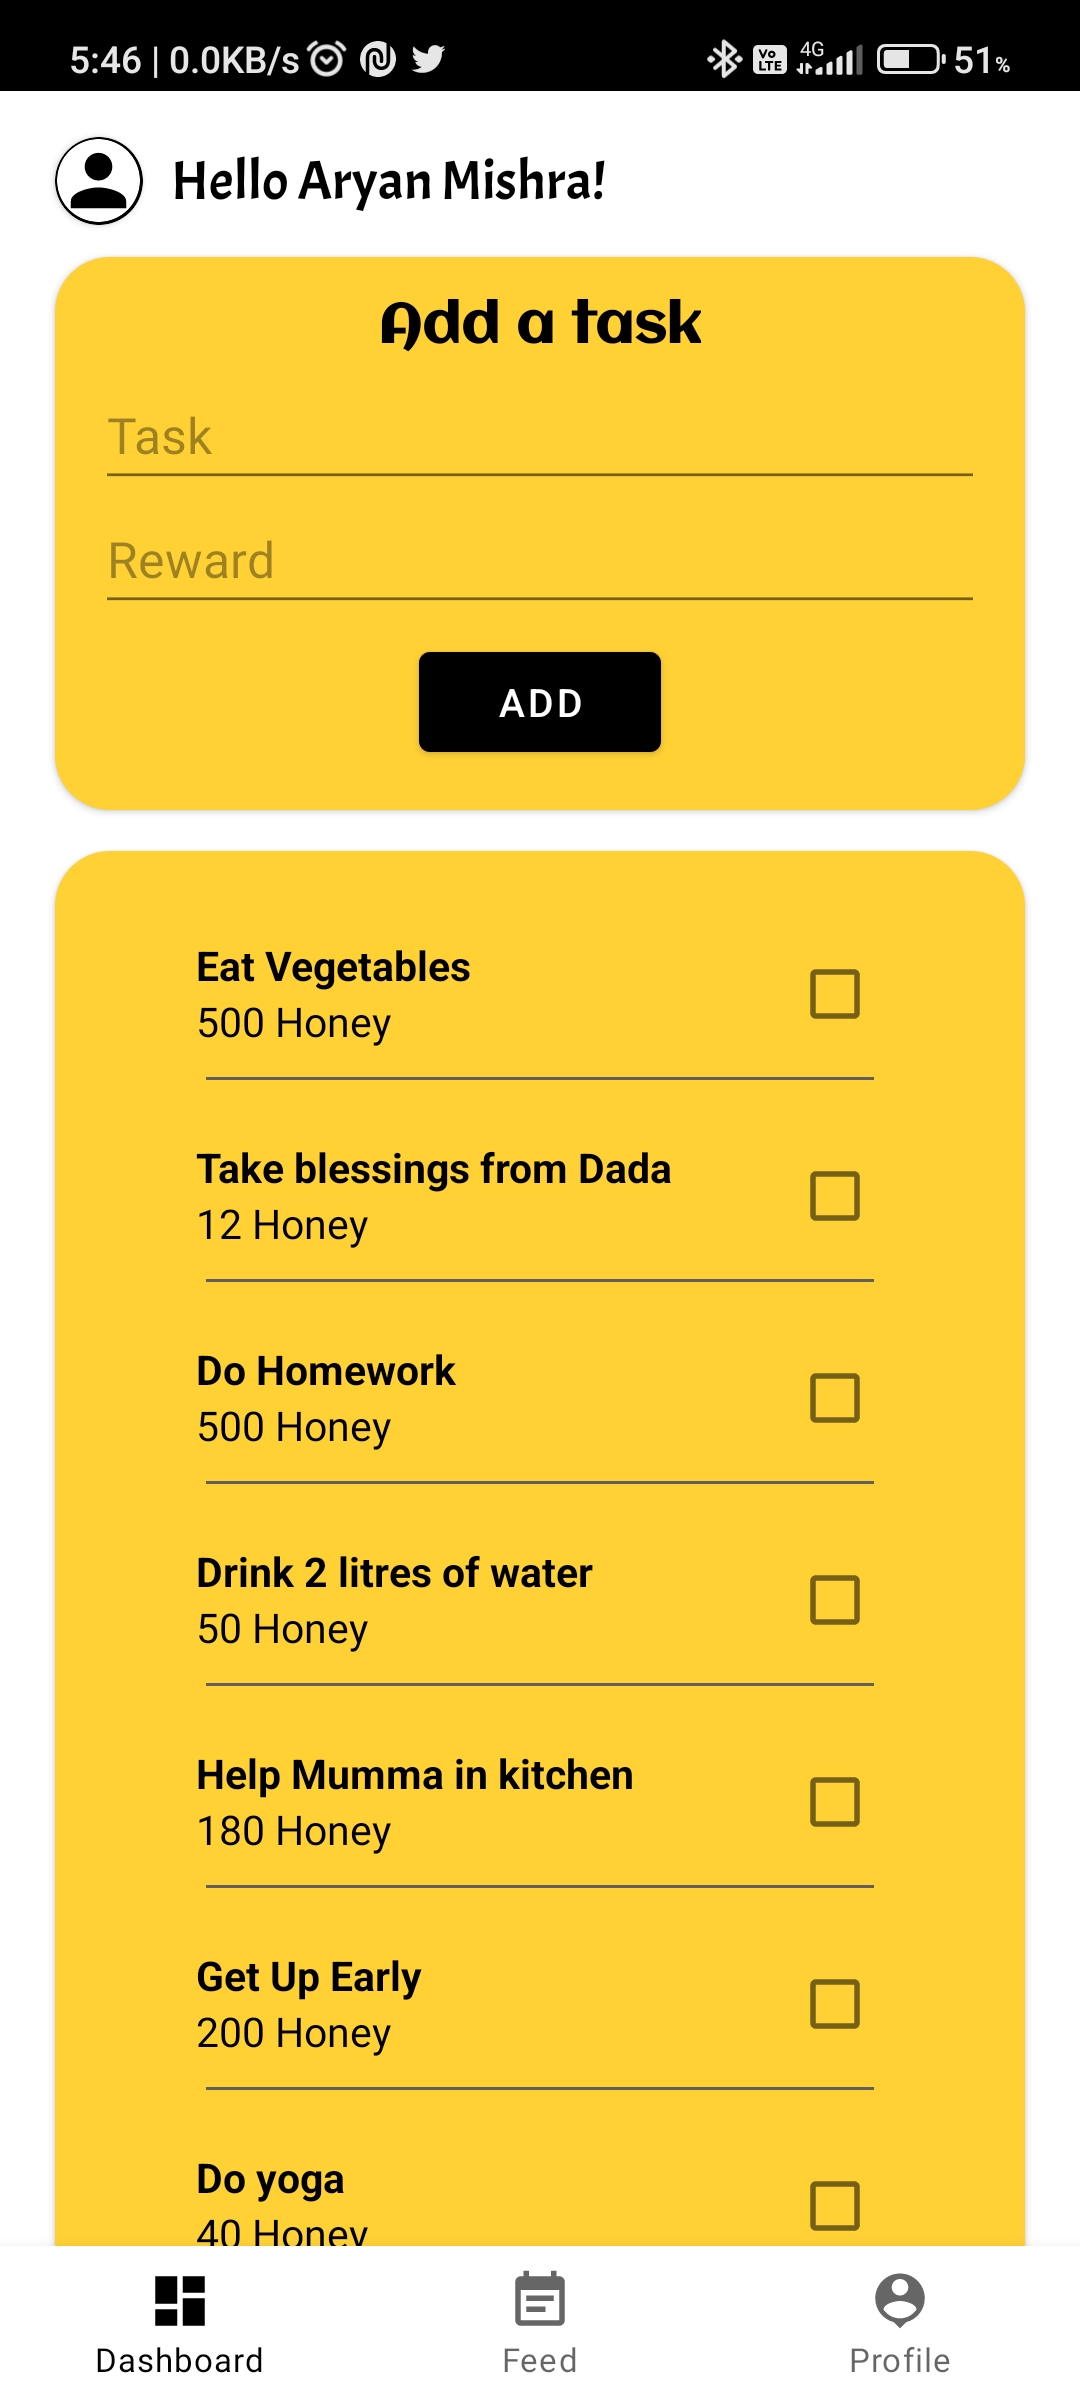 5:46 | 0.0KB/s Vo LTE 4G 51%
Hello Aryan Mishra!
Add a task
Task
Reward
ADD
Eat Vegetables
500 Honey
Take blessings from Dada
12 Honey
Do Homework
500 Honey
Drink 2 litres of water
50 Honey
Help Mumma in kitchen
180 Honey
Get Up Early
200 Honey
Do yoga
40 Honey
Dashboard Feed Profile